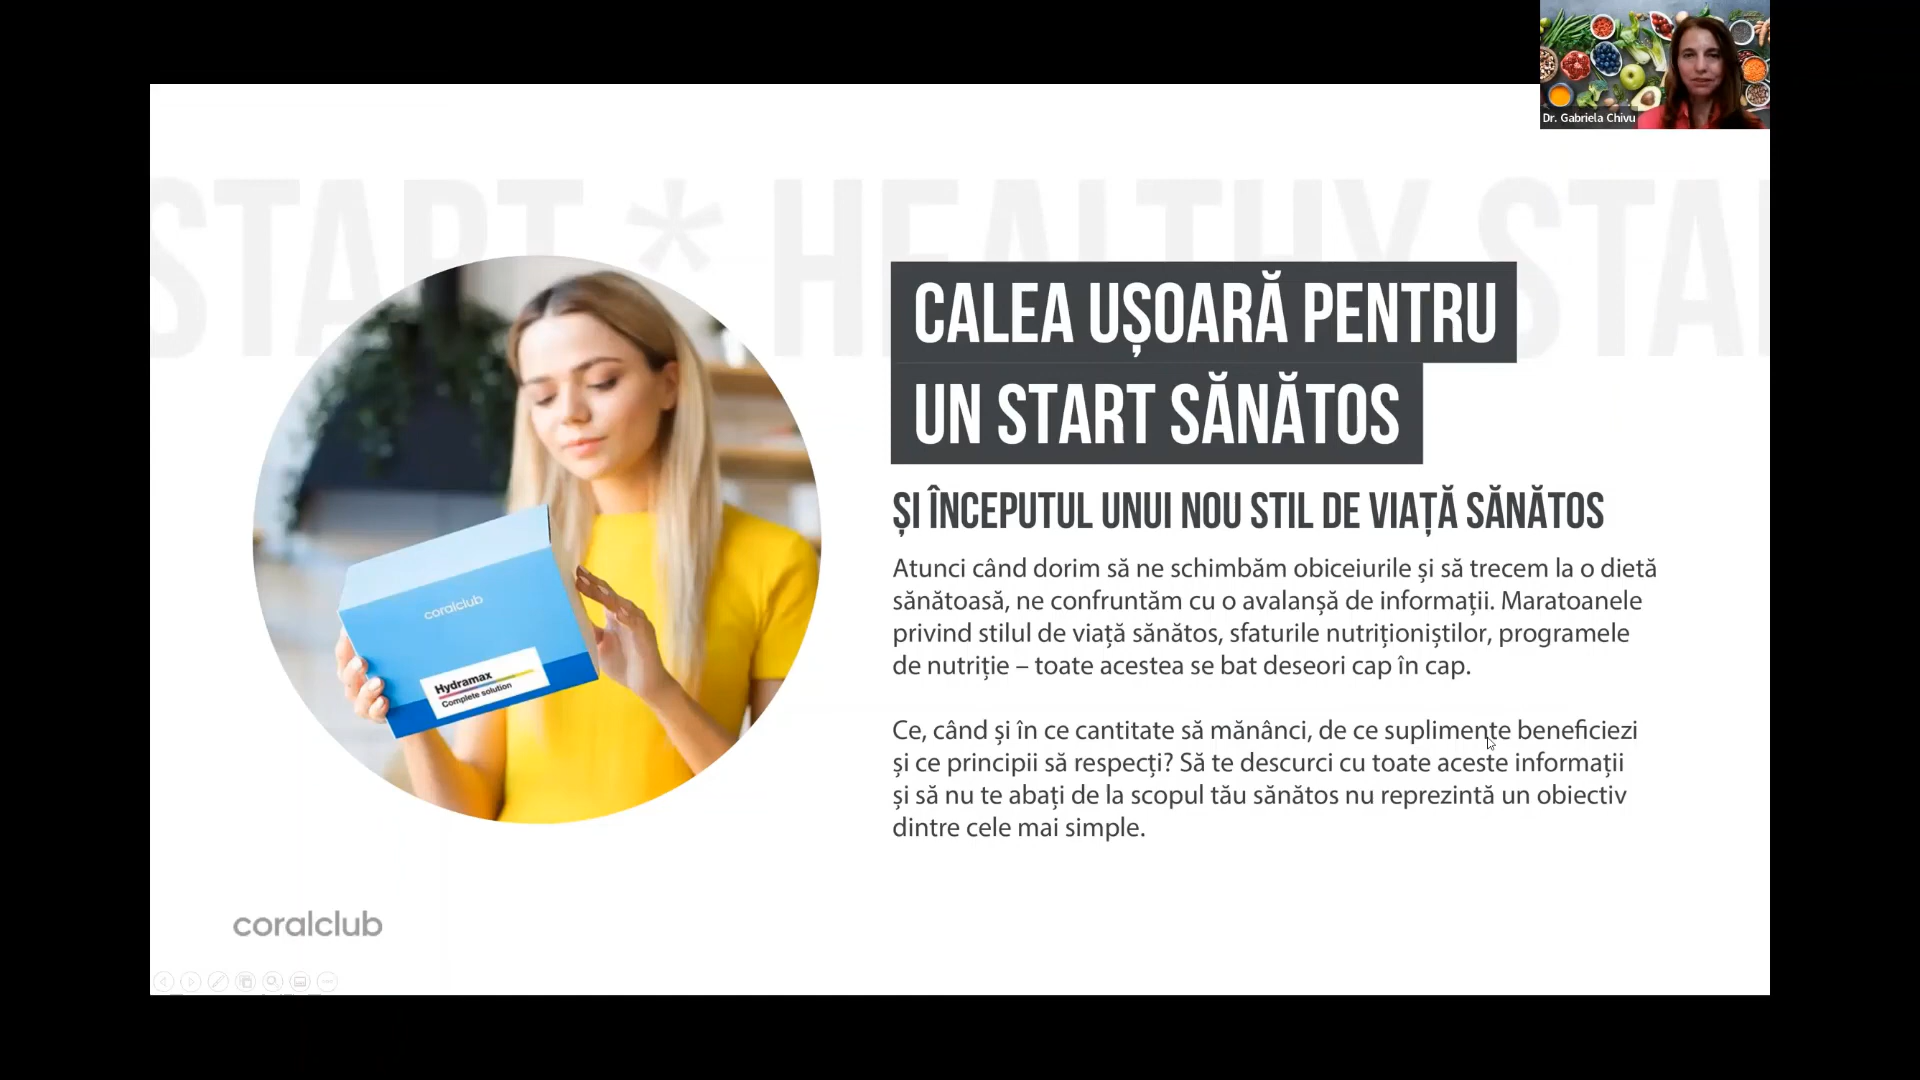 Dr. Gabriela Chivu
START * HEALTHY STA
CALEA UȘOARĂ PENTRU
UN START SĂNĂTOS
ȘI ÎNCEPUTUL UNUI NOU STIL DE VIAȚĂ SĂNĂTOS
Atunci când dorim să ne schimbăm obiceiurile și să trecem la o dietă
sănătoasă, ne confruntăm cu o avalanșă de informații. Maratoanele
privind stilul de viață sănătos, sfaturile nutriționiștilor, programele
de nutriție – toate acestea se bat deseori cap în cap.
Ce, când și în ce cantitate să mănânci, de ce suplimente beneficiezi
și ce principii să respecți? Să te descurci cu toate aceste informații
și să nu te abați de la scopul tău sănătos nu reprezintă un obiectiv
dintre cele mai simple.
coralclub
Hydramax
Complete solution
coralclub